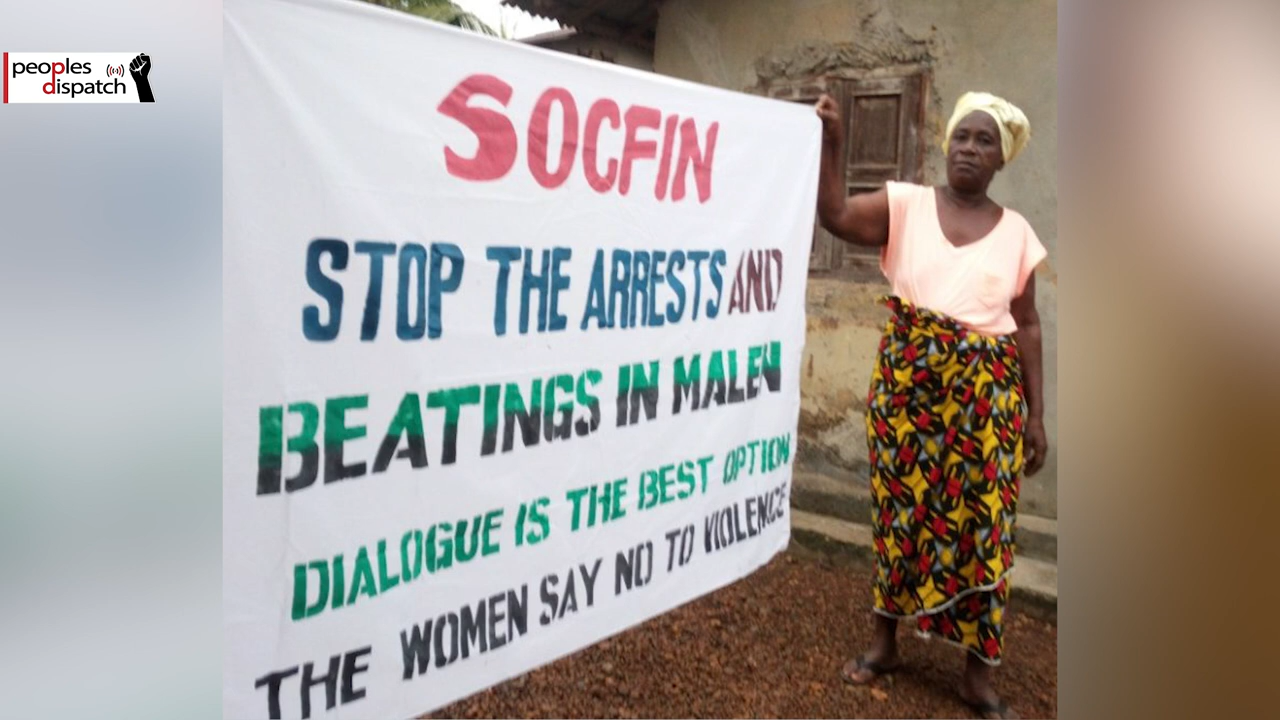 peoples
dispatch
SOCFIN
STOP THE ARRESTS AND
BEATINGS IN MALEN
DIALOGUE IS THE BEST OPTION
THE WOMEN SAY NO TO VIOLENCE